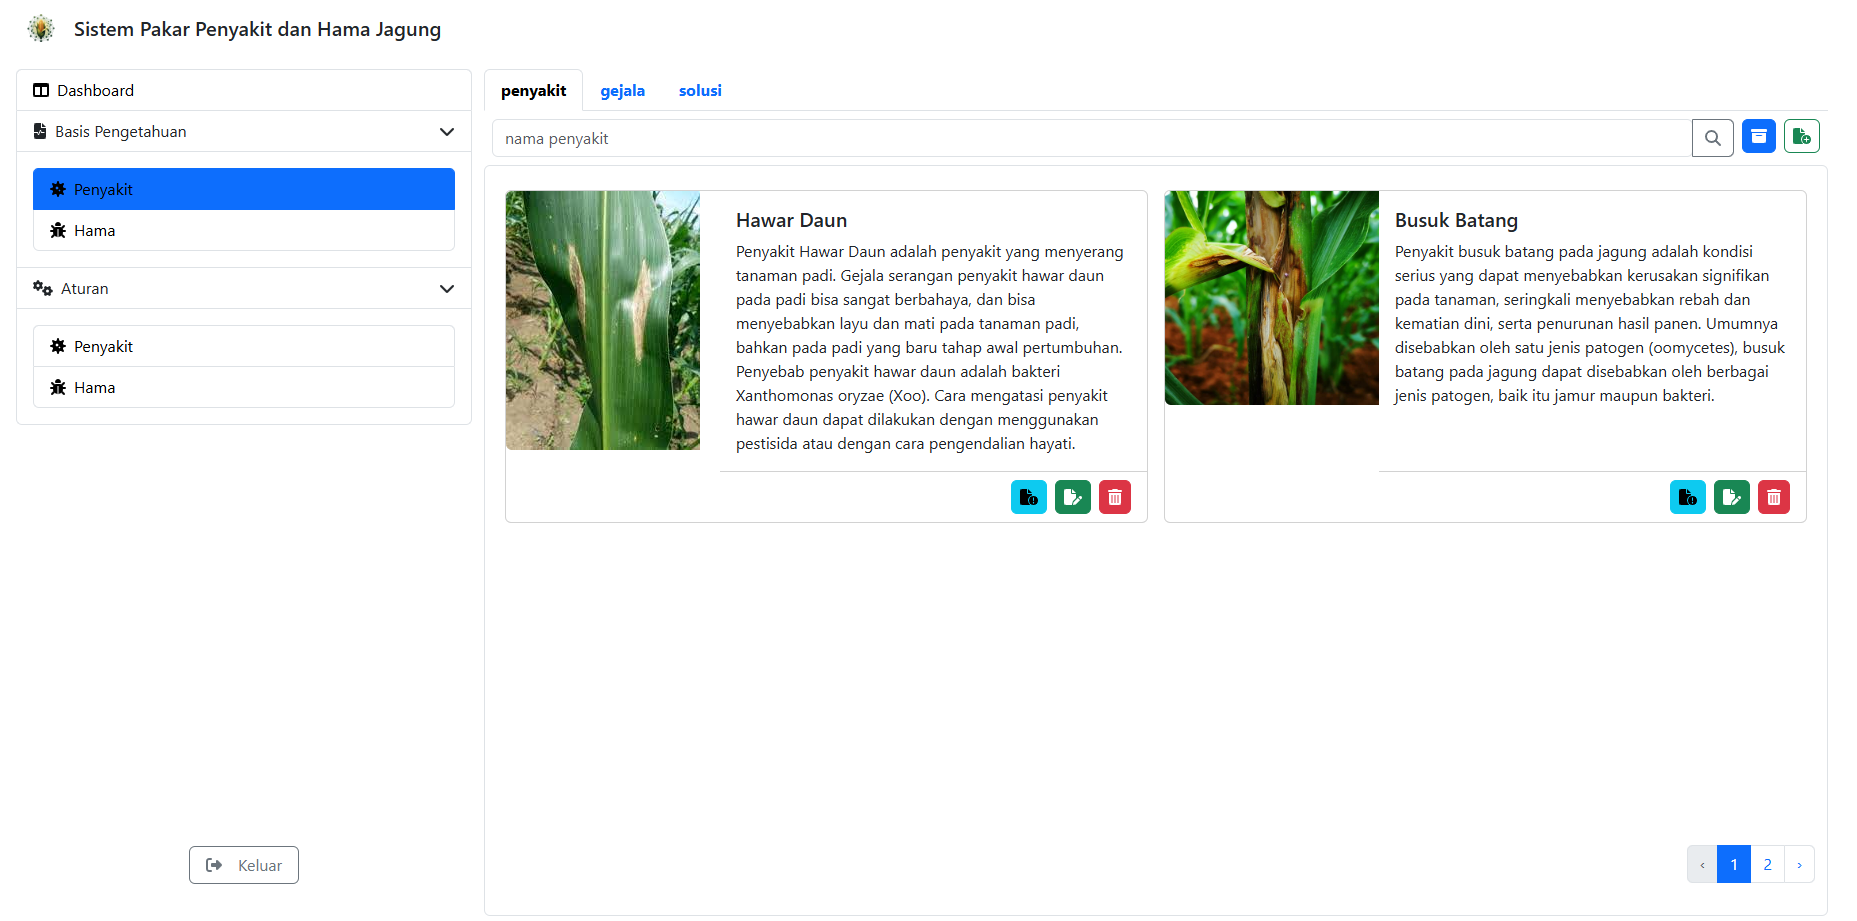 Sistem Pakar Penyakit dan Hama Jagung
Dashboard
Basis Pengetahuan
Penyakit
Hama
Aturan
Penyakit
Hama
Keluar
penyakit gejala solusi
nama penyakit
Hawar Daun
Penyakit Hawar Daun adalah penyakit yang menyerang
tanaman padi. Gejala serangan penyakit hawar daun
pada padi bisa sangat berbahaya, dan bisa
menyebabkan layu dan mati pada tanaman padi,
bahkan pada padi yang baru tahap awal pertumbuhan.
Penyebab penyakit hawar daun adalah bakteri
Xanthomonas oryzae (Xoo). Cara mengatasi penyakit
hawar daun dapat dilakukan dengan menggunakan
pestisida atau dengan cara pengendalian hayati.
Busuk Batang
Penyakit busuk batang pada jagung adalah kondisi
serius yang dapat menyebabkan kerusakan signifikan
pada tanaman, seringkali menyebabkan rebah dan
kematian dini, serta penurunan hasil panen. Umumnya
disebabkan oleh satu jenis patogen (oomycetes), busuk
batang pada jagung dapat disebabkan oleh berbagai
jenis patogen, baik itu jamur maupun bakteri.
‹ 1 2 ›